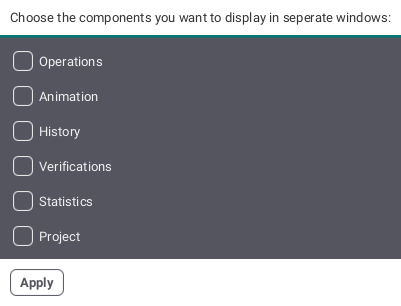 Choose the components you want to display in seperate windows:
Operations
Animation
History
Verifications
Statistics
Project
Apply